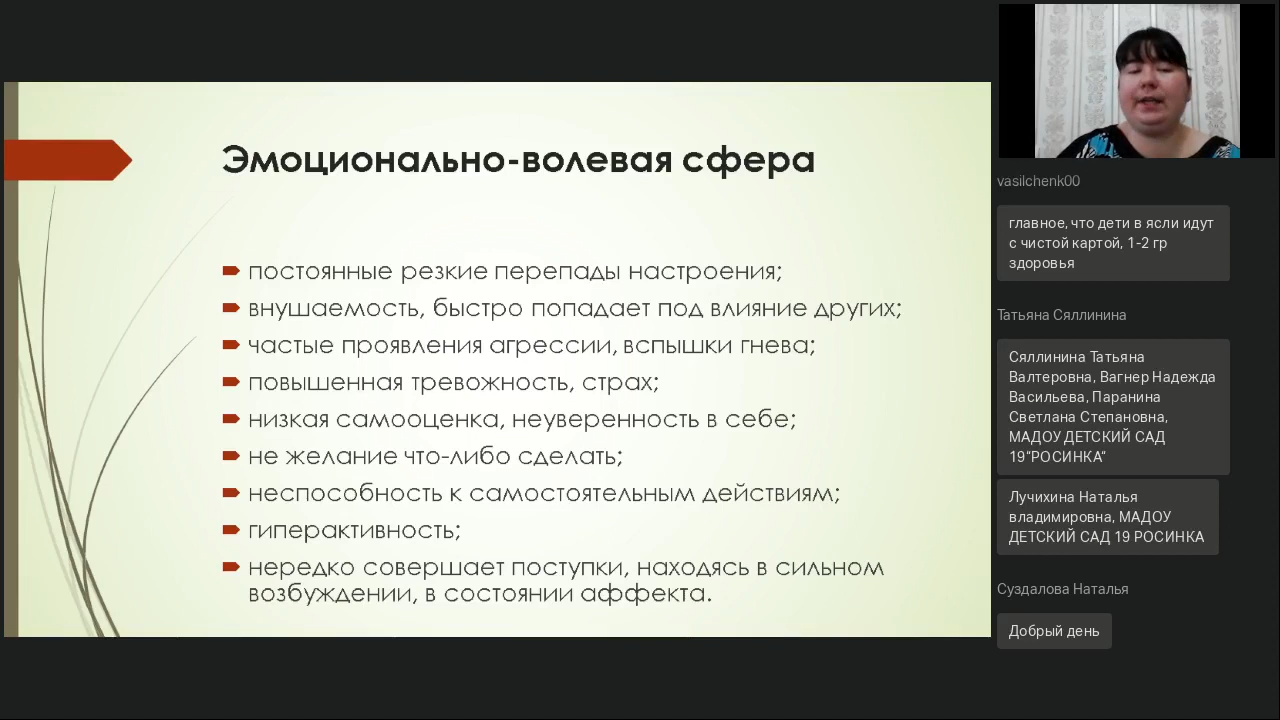 Эмоционально-волевая сфера
постоянные резкие перепады настроения;
внушаемость, быстро попадает под влияние других;
частые проявления агрессии, вспышки гнева;
повышенная тревожность, страх;
низкая самооценка, неуверенность в себе;
не желание что-либо сделать;
неспособность к самостоятельным действиям;
гиперактивность;
нередко совершает поступки, находясь в сильном
возбуждении, в состоянии аффекта.
vasilchenk00
главное, что дети в ясли идут
с чистой картой, 1-2 гр
здоровья
Татьяна Сяллинина
Сяллинина Татьяна
Валтеровна, Вагнер Надежда
Васильева, Паранина
Светлана Степановна,
МАДОУ ДЕТСКИЙ САД
19"РОСИНКА"
Лучихина Наталья
владимировна, МАДОУ
ДЕТСКИЙ САД 19 РОСИНКА
Суздалова Наталья
Добрый день